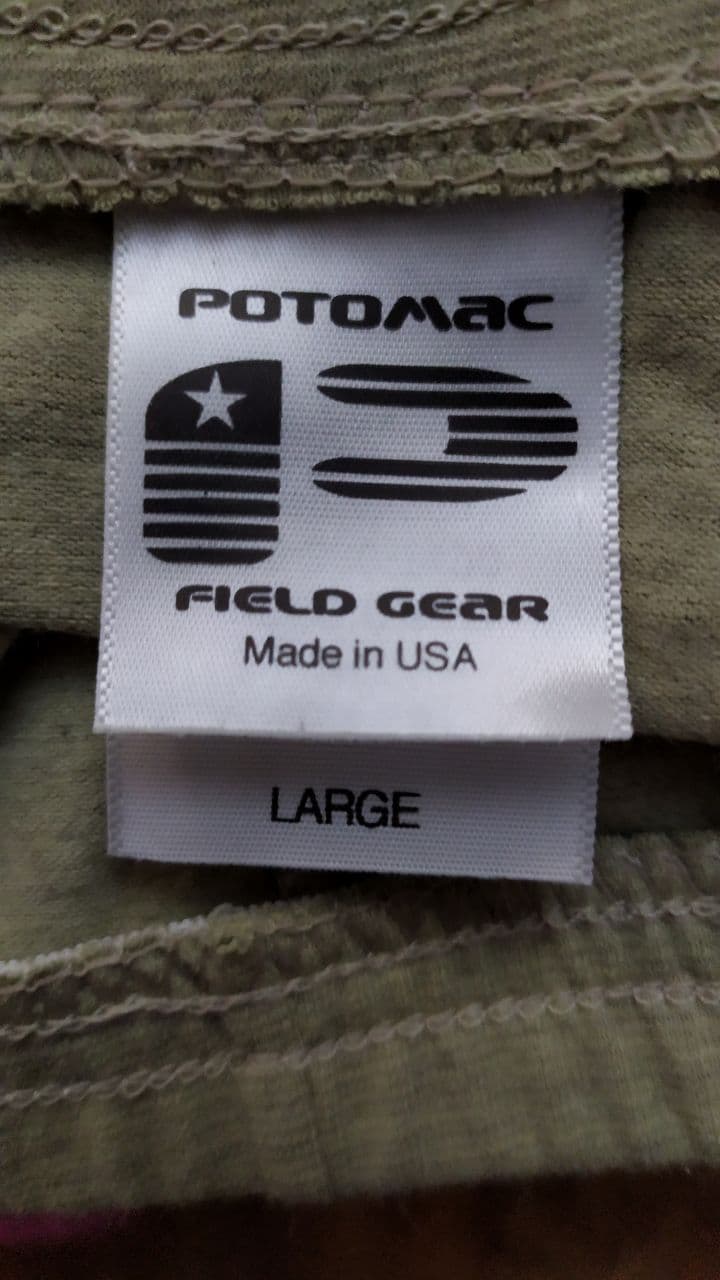 POTOMAC
FIELD GEAR
Made in USA
LARGE